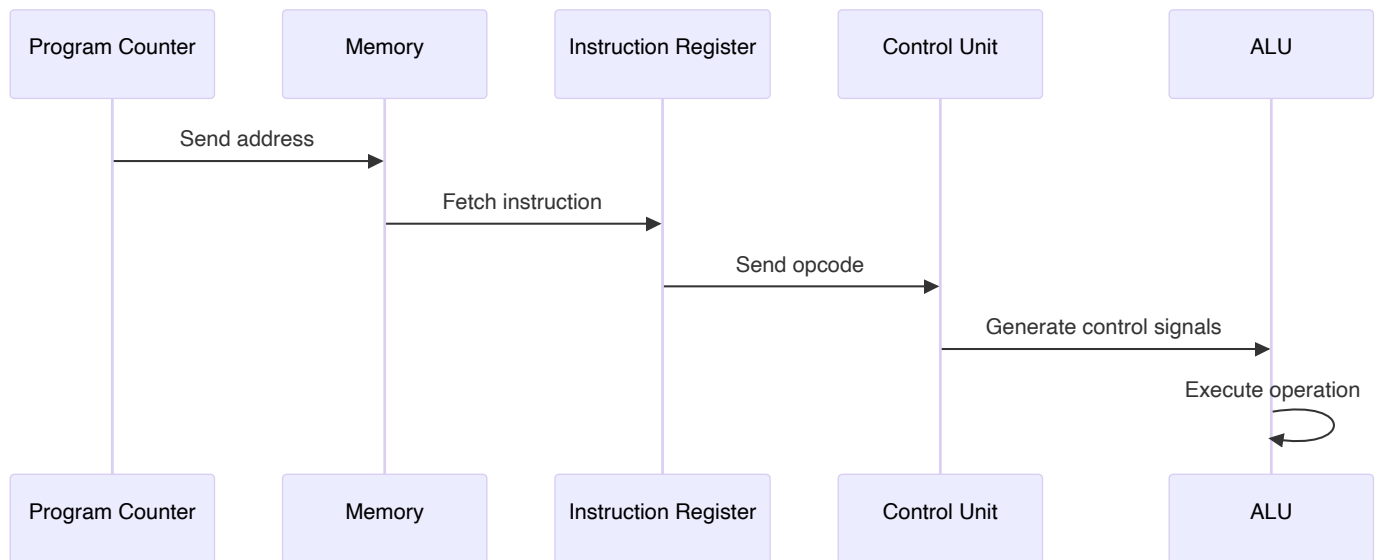 Program Counter
Memory
Instruction Register
Control Unit
ALU
Send address
Fetch instruction
Send opcode
Generate control signals
Execute operation
Program Counter
Memory
Instruction Register
Control Unit
ALU